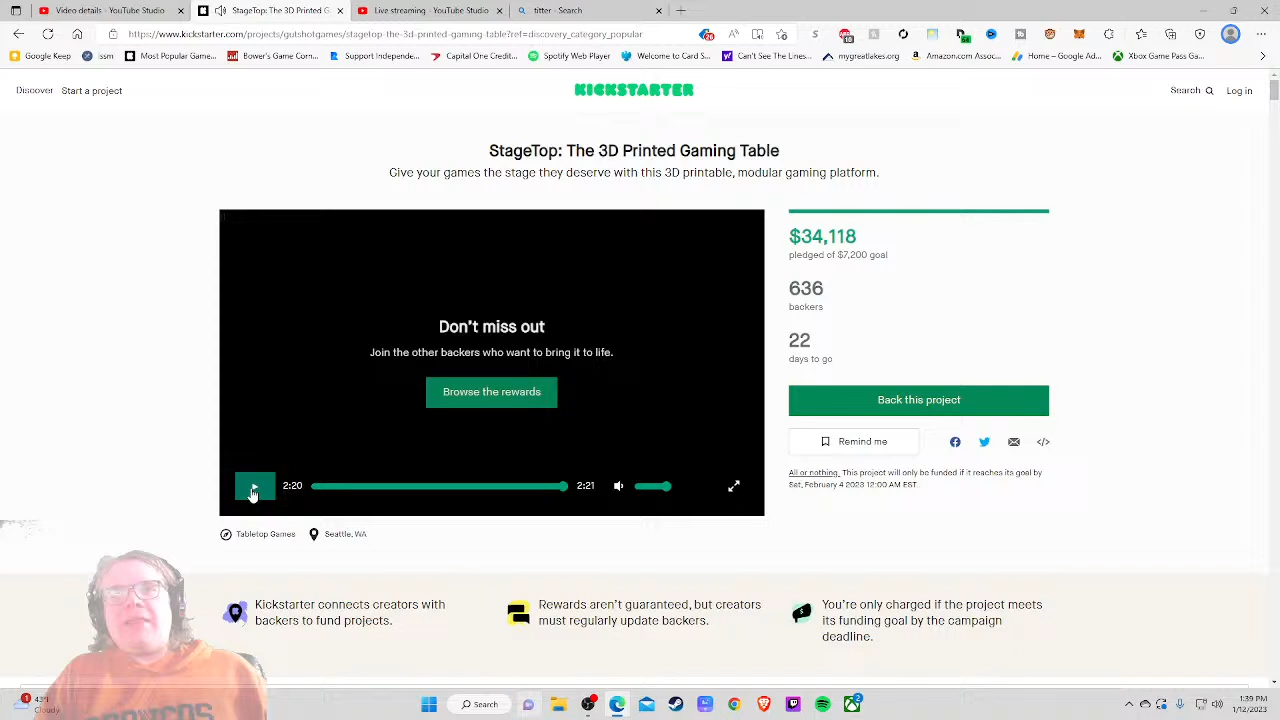 Video details - YouTube Studio
StageTop: The 3D Printed G
Live streaming - YouTube Studio
titter - Search
https://www.kickstarter.com/projects/gutshotgames/stagetop-the-3d-printed-gaming-table?ref=discovery_category_popular
Google Keep
ssm
Most Popular Game...
Board Game Comp...
Support Independe...
Capital One Credit...
Spotify Web Player
Welcome to Card S...
Can't See The Lines...
mygreatlakes.org
Amazon.com Assoc...
Home - Google Ad...
Xbox Game Pass Ga...
Discover Start a project
KICKSTARTER
Search
Log in
StageTop: The 3D Printed Gaming Table
Give your games the stage they deserve with this 3D printable, modular gaming platform.
Don't miss out
Join the other backers who want to bring it to life.
Browse the rewards
2:20
2:21
$34,118
pledged of $7,200 goal
636
backers
22
days to go
Back this project
Remind me
All or nothing. This project will only be funded if it reaches its goal by
Sat, February 4 2023 12:00 AM EST.
Tabletop Games
Seattle, WA
Kickstarter connects creators with
backers to fund projects.
Rewards aren't guaranteed, but creators
must regularly update backers.
You're only charged if this project meets
its funding goal by the campaign
deadline.
Cloudy
Search
1:39 PM
1/12/2023